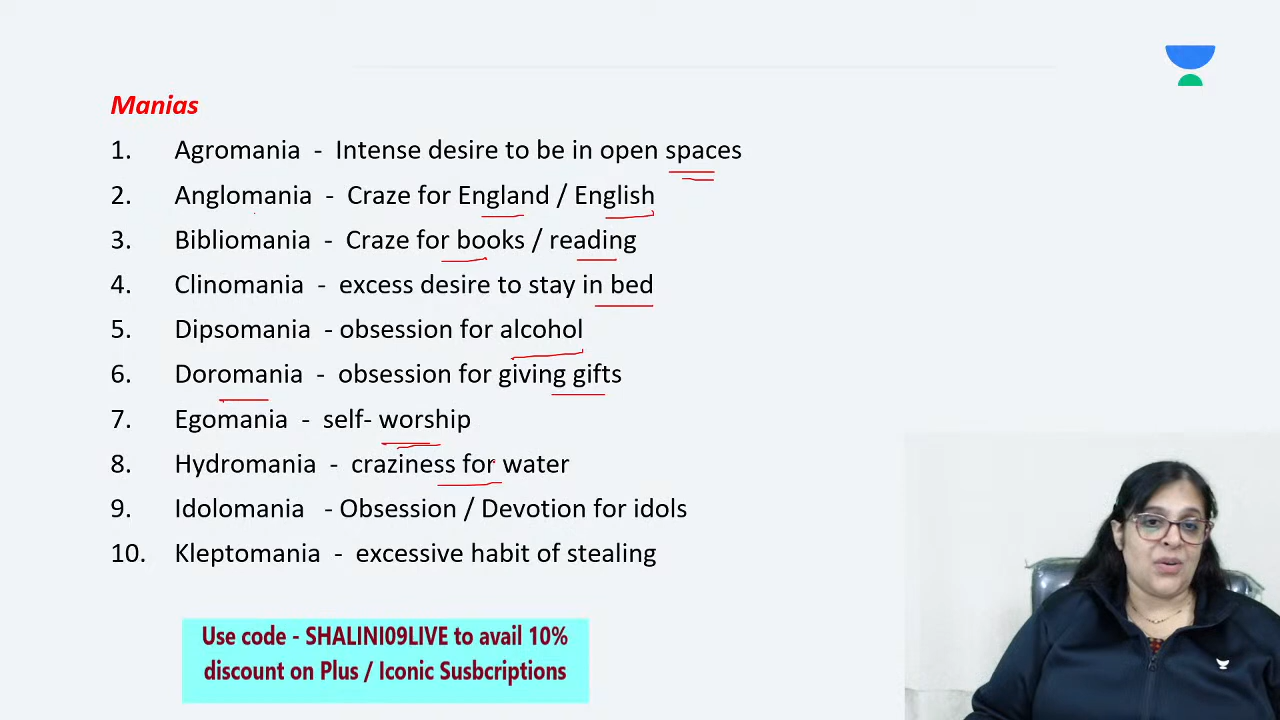 Manias
1. Agromania - Intense desire to be in open spaces
2. Anglomania - Craze for England / English
3. Bibliomania - Craze for books / reading
4. Clinomania - excess desire to stay in bed
5. Dipsomania - obsession for alcohol
6. Doromania - obsession for giving gifts
7. Egomania - self- worship
8. Hydromania - craziness for water
9. Idolomania - Obsession / Devotion for idols
10. Kleptomania - excessive habit of stealing
Use code - SHALINI09LIVE to avail 10%
discount on Plus / Iconic Susbcriptions